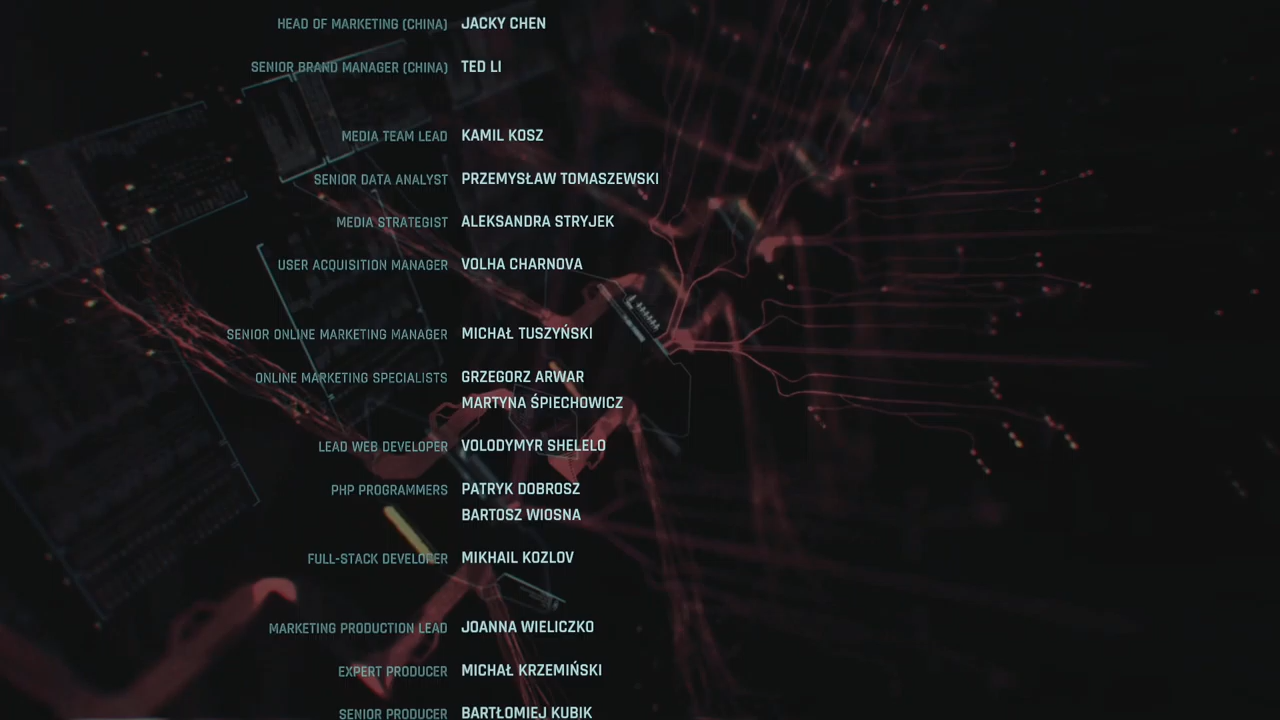 HEAD OF MARKETING (CHINA) JACKY CHEN
SENIOR BRAND MANAGER (CHINA) TED LI
MEDIA TEAM LEAD KAMIL KOSZ
SENIOR DATA ANALYST PRZEMYSŁAW TOMASZEWSKI
MEDIA STRATEGIST ALEKSANDRA STRYJEK
USER ACQUISITION MANAGER VOLHA CHARNOVA
SENIOR ONLINE MARKETING MANAGER MICHAŁ TUSZYŃSKI
ONLINE MARKETING SPECIALISTS GRZEGORZ ARWAR
MARTYNA ŚPIECHOWICZ
LEAD WEB DEVELOPER VOLODYMYR SHELELO
PHP PROGRAMMERS PATRYK DOBROSZ
BARTOSZ WIOSNA
FULL-STACK DEVELOPER MIKHAIL KOZLOV
MARKETING PRODUCTION LEAD JOANNA WIELICZKO
EXPERT PRODUCER MICHAŁ KRZEMIŃSKI
SENIOR PRODUCER BARTŁOMIEJ KUBIK